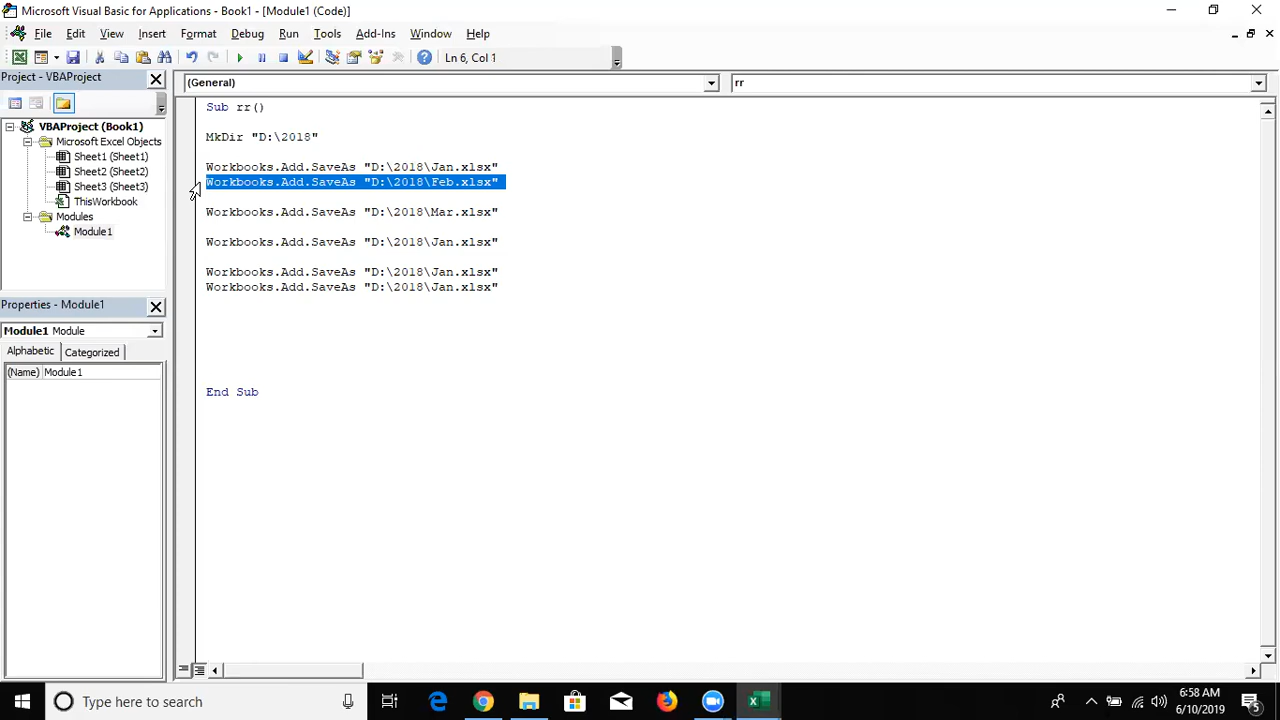 Microsoft Visual Basic for Applications - Book1 - [Module1 (Code)]
File Edit View Insert Format Debug Run Tools Add-Ins Window Help
Ln 6, Col 1
Project - VBAProject
(General)
rr
VBAProject (Book1)
Microsoft Excel Objects
Sheet1 (Sheet1)
Sheet2 (Sheet2)
Sheet3 (Sheet3)
ThisWorkbook
Modules
Module1
Properties - Module1
Module1 Module
Alphabetic Categorized
(Name) Module1
Sub rr()
MkDir "D:\2018"
Workbooks.Add.SaveAs "D:\2018\Jan.xlsx"
Workbooks.Add.SaveAs "D:\2018\Feb.xlsx"
Workbooks.Add.SaveAs "D:\2018\Mar.xlsx"
Workbooks.Add.SaveAs "D:\2018\Jan.xlsx"
Workbooks.Add.SaveAs "D:\2018\Jan.xlsx"
Workbooks.Add.SaveAs "D:\2018\Jan.xlsx"
End Sub
Type here to search
6:58 AM
6/10/2019
5